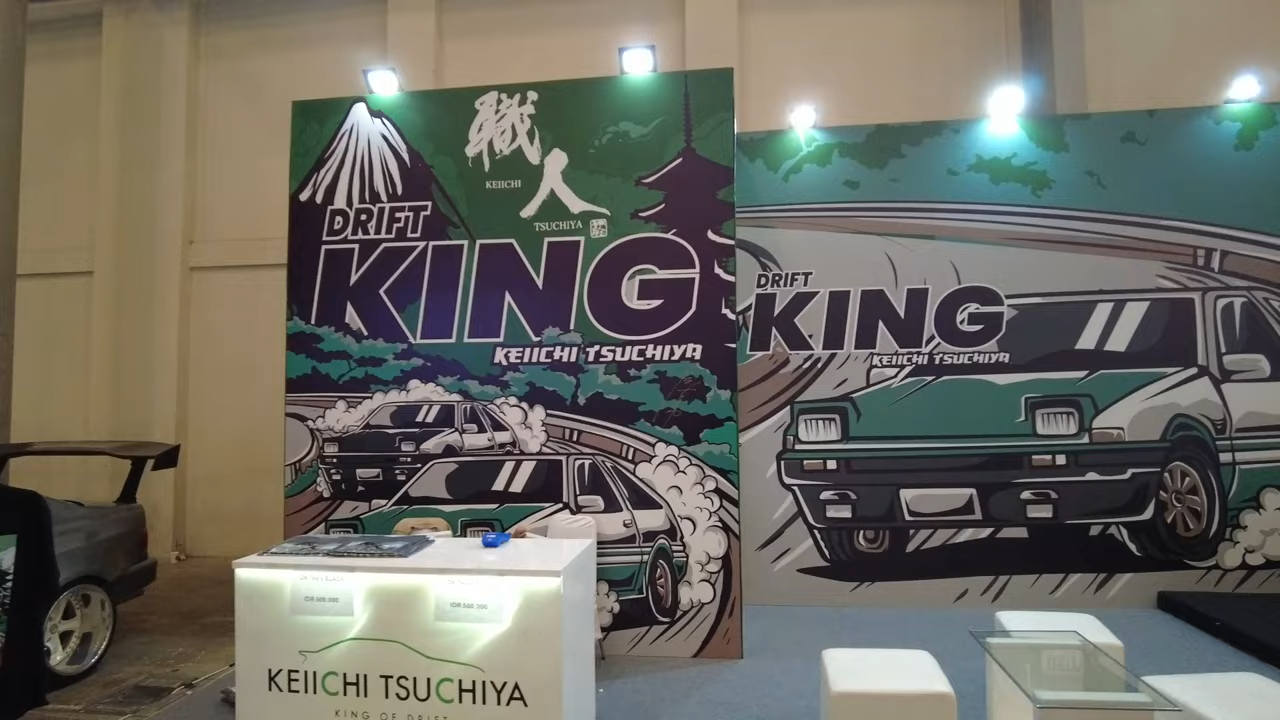 職人
KEIICHI
TSUCHIYA
DRIFT
KING
KEIICHI TSUCHIYA
DRIFT
KING
KEIICHI TSUCHIYA
IDR 500.000
IDR 500.000
KEIICHI TSUCHIYA
KING OF DRIFT